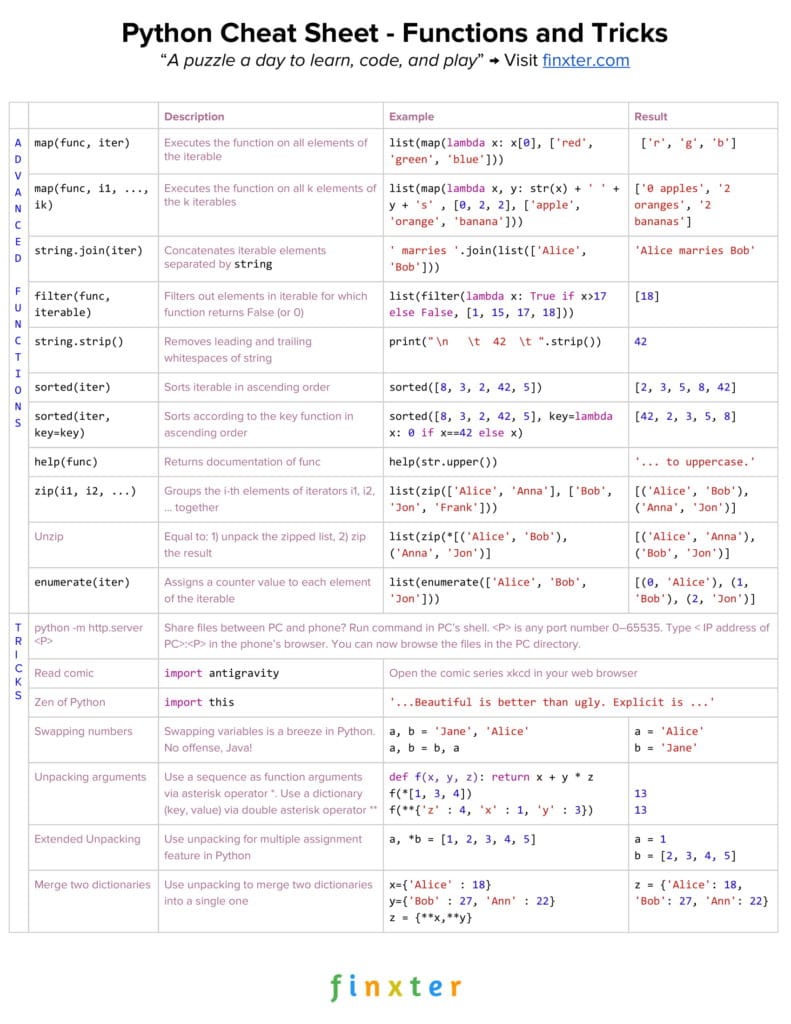 Python Cheat Sheet - Functions and Tricks
“A puzzle a day to learn, code, and play” → Visit finxter.com
Description Example Result
ADVANCED FUNCTIONS
map(func, iter) Executes the function on all elements of list(map(lambda x: x[0], ['red', ['r', 'g', 'b']
the iterable 'green', 'blue']))
map(func, i1, ..., Executes the function on all k elements of list(map(lambda x, y: str(x) + ' ' + ['0 apples', '2
ik) the k iterables y + 's' , [0, 2, 2], ['apple', oranges', '2
'orange', 'banana'])) bananas']
string.join(iter) Concatenates iterable elements ' marries '.join(list(['Alice', 'Alice marries Bob'
separated by string 'Bob']))
filter(func, Filters out elements in iterable for which list(filter(lambda x: True if x>17 [18]
iterable) function returns False (or 0) else False, [1, 15, 17, 18]))
string.strip() Removes leading and trailing print("\n \t 42 \t ".strip()) 42
whitespaces of string
sorted(iter) Sorts iterable in ascending order sorted([8, 3, 2, 42, 5]) [2, 3, 5, 8, 42]
sorted(iter, Sorts according to the key function in sorted([8, 3, 2, 42, 5], key=lambda [42, 2, 3, 5, 8]
key=key) ascending order x: 0 if x==42 else x)
help(func) Returns documentation of func help(str.upper()) '... to uppercase.'
zip(i1, i2, ...) Groups the i-th elements of iterators i1, i2, list(zip(['Alice', 'Anna'], ['Bob', [('Alice', 'Bob'),
... together 'Jon', 'Frank'])) ('Anna', 'Jon')]
Unzip Equal to: 1) unpack the zipped list, 2) zip list(zip(*[('Alice', 'Bob'), [('Alice', 'Anna'),
the result ('Anna', 'Jon')] ('Bob', 'Jon')]
enumerate(iter) Assigns a counter value to each element list(enumerate(['Alice', 'Bob', [(0, 'Alice'), (1,
of the iterable 'Jon'])) 'Bob'), (2, 'Jon')]
TRICKS
python -m http.server Share files between PC and phone? Run command in PC's shell. <P> is any port number 0–65535. Type < IP address of
<P> PC>:<P> in the phone's browser. You can now browse the files in the PC directory.
Read comic import antigravity Open the comic series xkcd in your web browser
Zen of Python import this '...Beautiful is better than ugly. Explicit is ...'
Swapping numbers Swapping variables is a breeze in Python. a, b = 'Jane', 'Alice' a = 'Alice'
No offense, Java! a, b = b, a b = 'Jane'
Unpacking arguments Use a sequence as function arguments def f(x, y, z): return x + y * z
via asterisk operator *. Use a dictionary f(*[1, 3, 4]) 13
(key, value) via double asterisk operator ** f(**{'z' : 4, 'x' : 1, 'y' : 3}) 13
Extended Unpacking Use unpacking for multiple assignment a, *b = [1, 2, 3, 4, 5] a = 1
feature in Python b = [2, 3, 4, 5]
Merge two dictionaries Use unpacking to merge two dictionaries x={'Alice' : 18} z = {'Alice': 18,
into a single one y={'Bob' : 27, 'Ann' : 22} 'Bob': 27, 'Ann': 22}
z = {**x,**y}
finxter